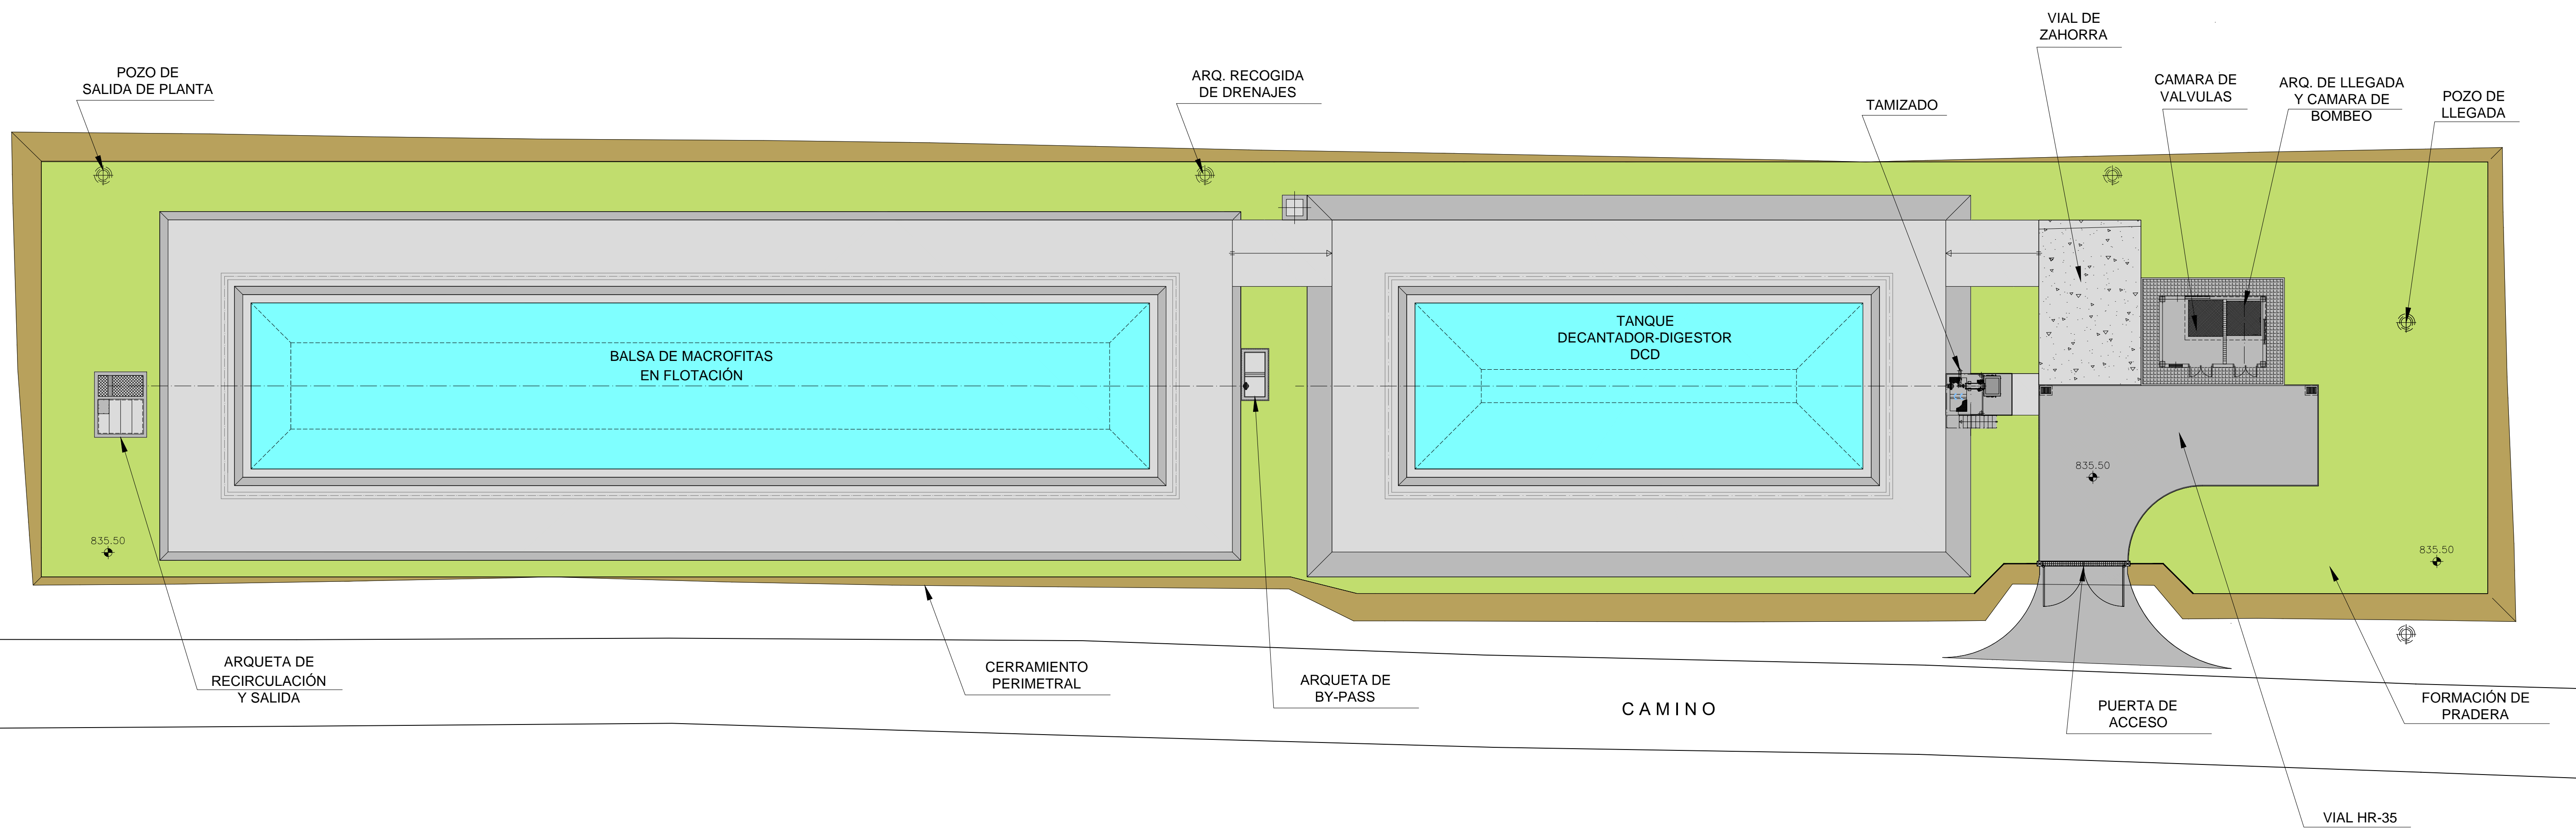 VIAL DE
ZAHORRA
POZO DE
SALIDA DE PLANTA
ARQ. RECOGIDA
DE DRENAJES
TAMIZADO
CAMARA DE
VALVULAS
ARQ. DE LLEGADA
Y CAMARA DE
BOMBEO
POZO DE
LLEGADA
BALSA DE MACROFITAS
EN FLOTACIÓN
TANQUE
DECANTADOR-DIGESTOR
DCD
835.50
835.50
835.50
ARQUETA DE
RECIRCULACIÓN
Y SALIDA
CERRAMIENTO
PERIMETRAL
ARQUETA DE
BY-PASS
CAMINO
PUERTA DE
ACCESO
FORMACIÓN DE
PRADERA
VIAL HR-35